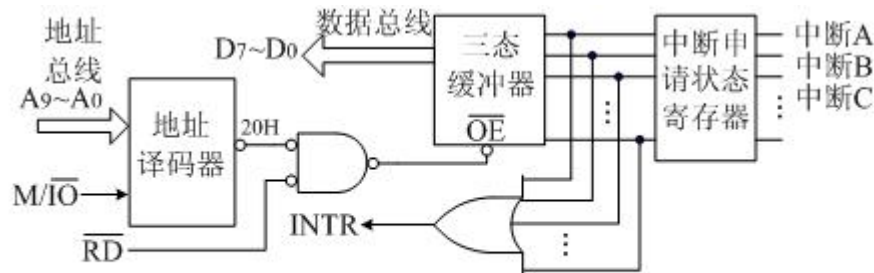 地址
总线
A9~A0
M/IO
RD
地址
译码器
20H
D7~D0
数据总线
三态
缓冲器
OE
INTR
⋮
⋮
中断申
请状态
寄存器
中断A
中断B
⋮
中断C